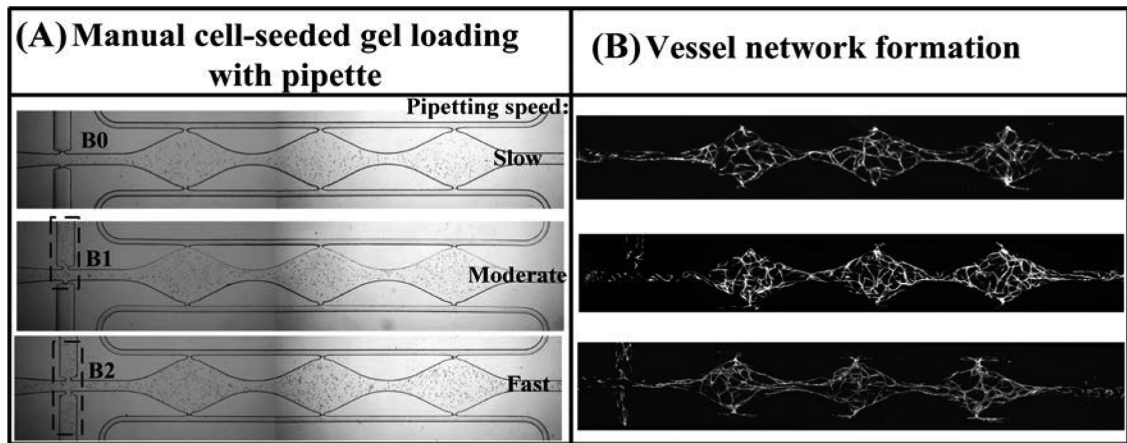 (A) Manual cell-seeded gel loading
with pipette
(B) Vessel network formation
Pipetting speed:
B0
Slow
B1
Moderate
B2
Fast